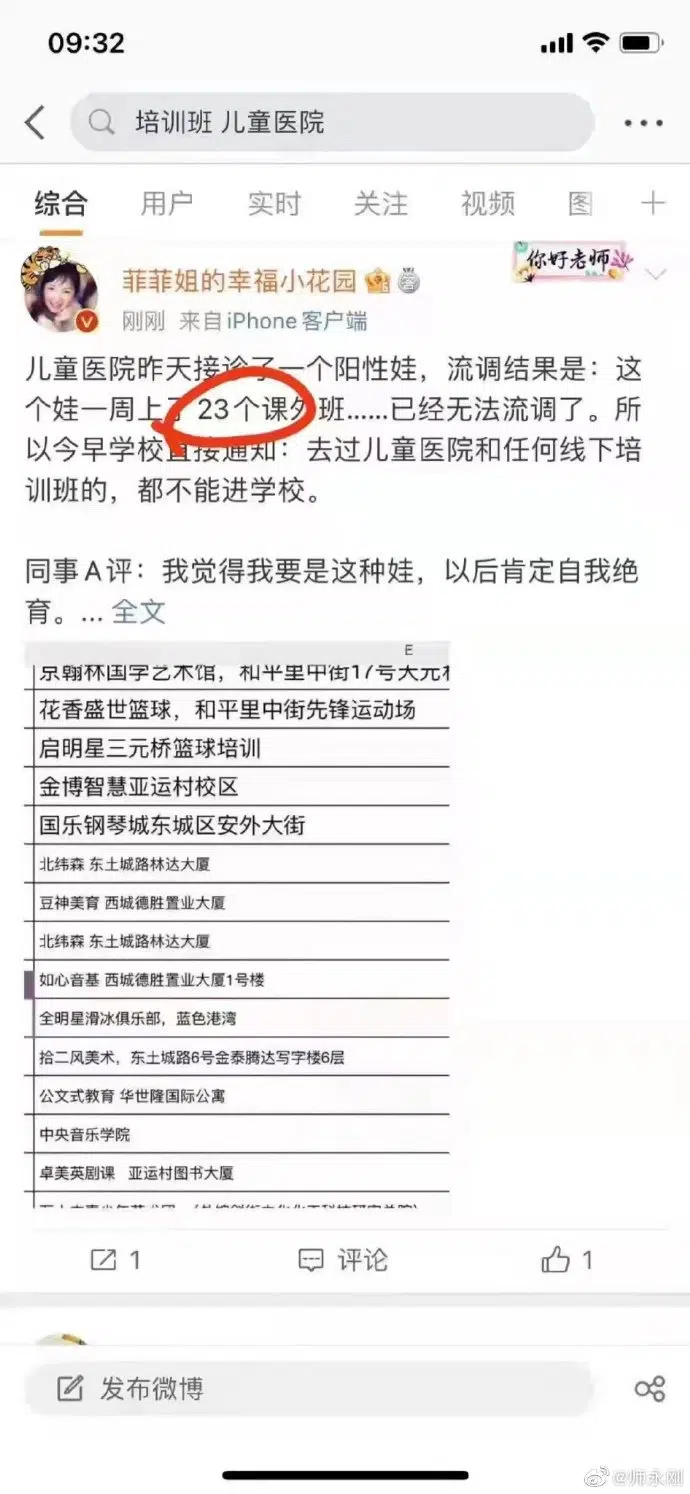 09:32
培训班 儿童医院
综合 用户 实时 关注 视频 图
菲菲姐的幸福小花园
你好老师
刚刚 来自iPhone客户端
儿童医院昨天接诊了一个阳性娃，流调结果是：这
个娃一周上了 23个课外班……已经无法流调了。所
以今早学校直接通知：去过儿童医院和任何线下培
训班的，都不能进学校。
同事A评：我觉得我要是这种娃，以后肯定自我绝
育。... 全文
E
京翰林国学艺术馆，和平里中街17号天元
花香盛世篮球，和平里中街先锋运动场
启明星三元桥篮球培训
金博智慧亚运村校区
国乐钢琴城东城区安外大街
北纬森 东土城路林达大厦
豆神美育 西城德胜置业大厦
北纬森 东土城路林达大厦
如心音基 西城德胜置业大厦1号楼
全明星滑冰俱乐部，蓝色港湾
拾二风美术，东土城路6号金泰腾达写字楼6层
公文式教育 华世隆国际公寓
中央音乐学院
卓美英剧课 亚运村图书大厦
1 评论 1
发布微博
@师永刚